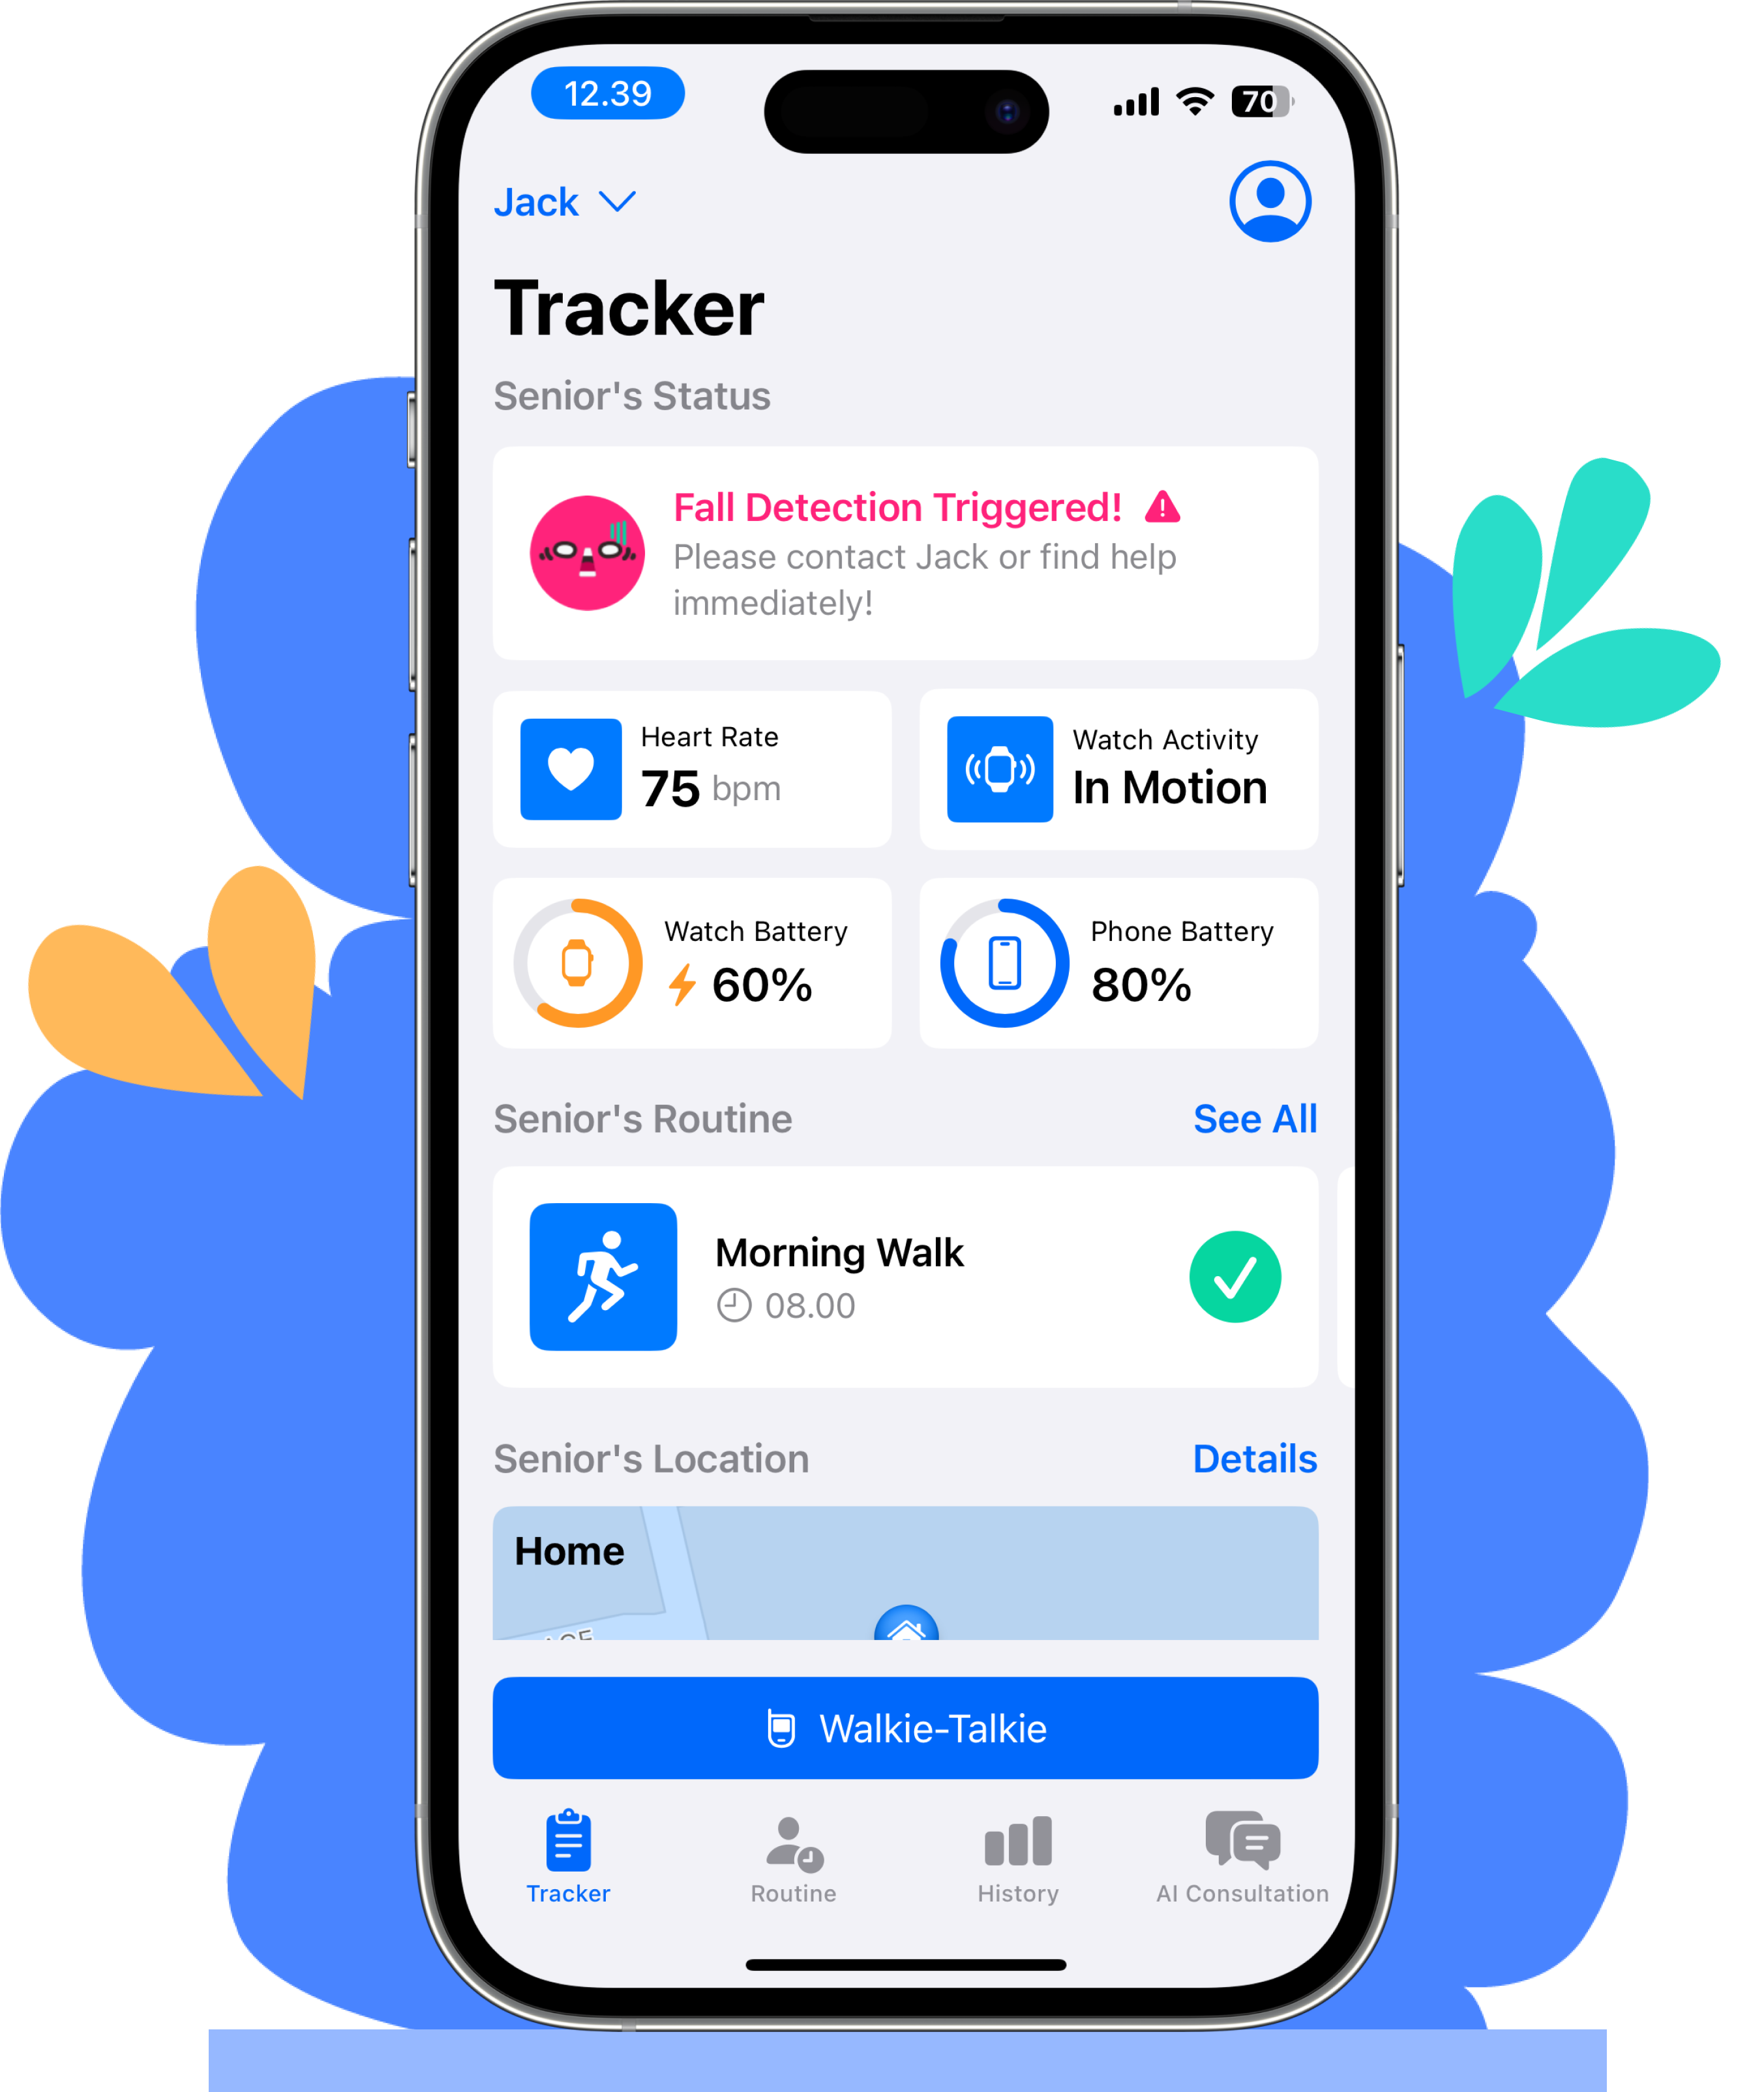 12.39
70
Jack
Tracker
Senior's Status
Fall Detection Triggered!
Please contact Jack or find help
immediately!
Heart Rate
75 bpm
Watch Activity
In Motion
Watch Battery
60%
Phone Battery
80%
Senior's Routine
See All
Morning Walk
08.00
Senior's Location
Details
Home
Walkie-Talkie
Tracker
Routine
History
AI Consultation